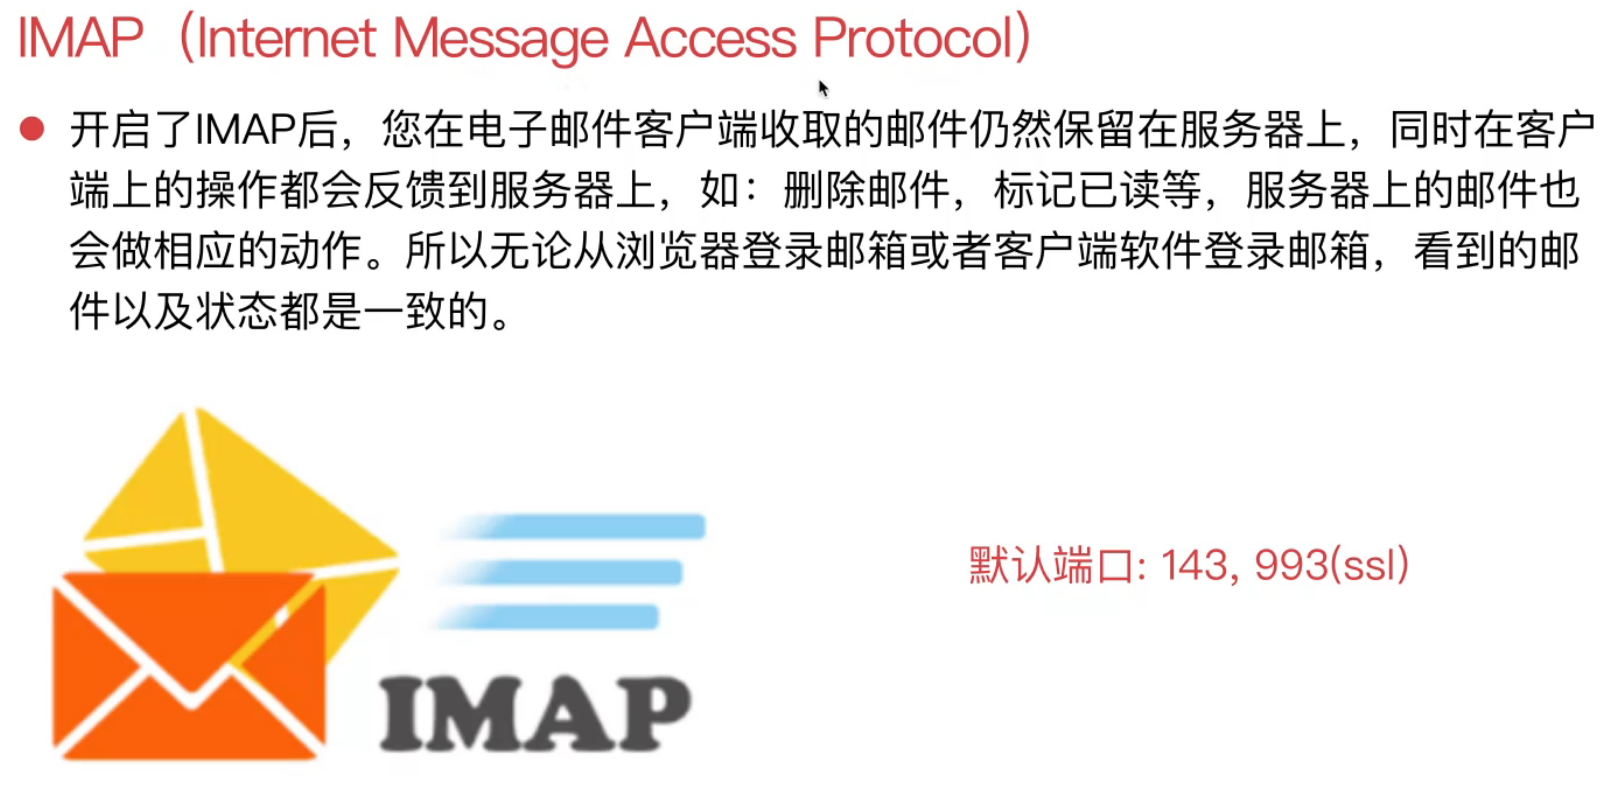 IMAP（Internet Message Access Protocol）
开启了IMAP后，您在电子邮件客户端收取的邮件仍然保留在服务器上，同时在客户
端上的操作都会反馈到服务器上，如：删除邮件，标记已读等，服务器上的邮件也
会做相应的动作。所以无论从浏览器登录邮箱或者客户端软件登录邮箱，看到的邮
件以及状态都是一致的。
默认端口: 143, 993(ssl)
IMAP